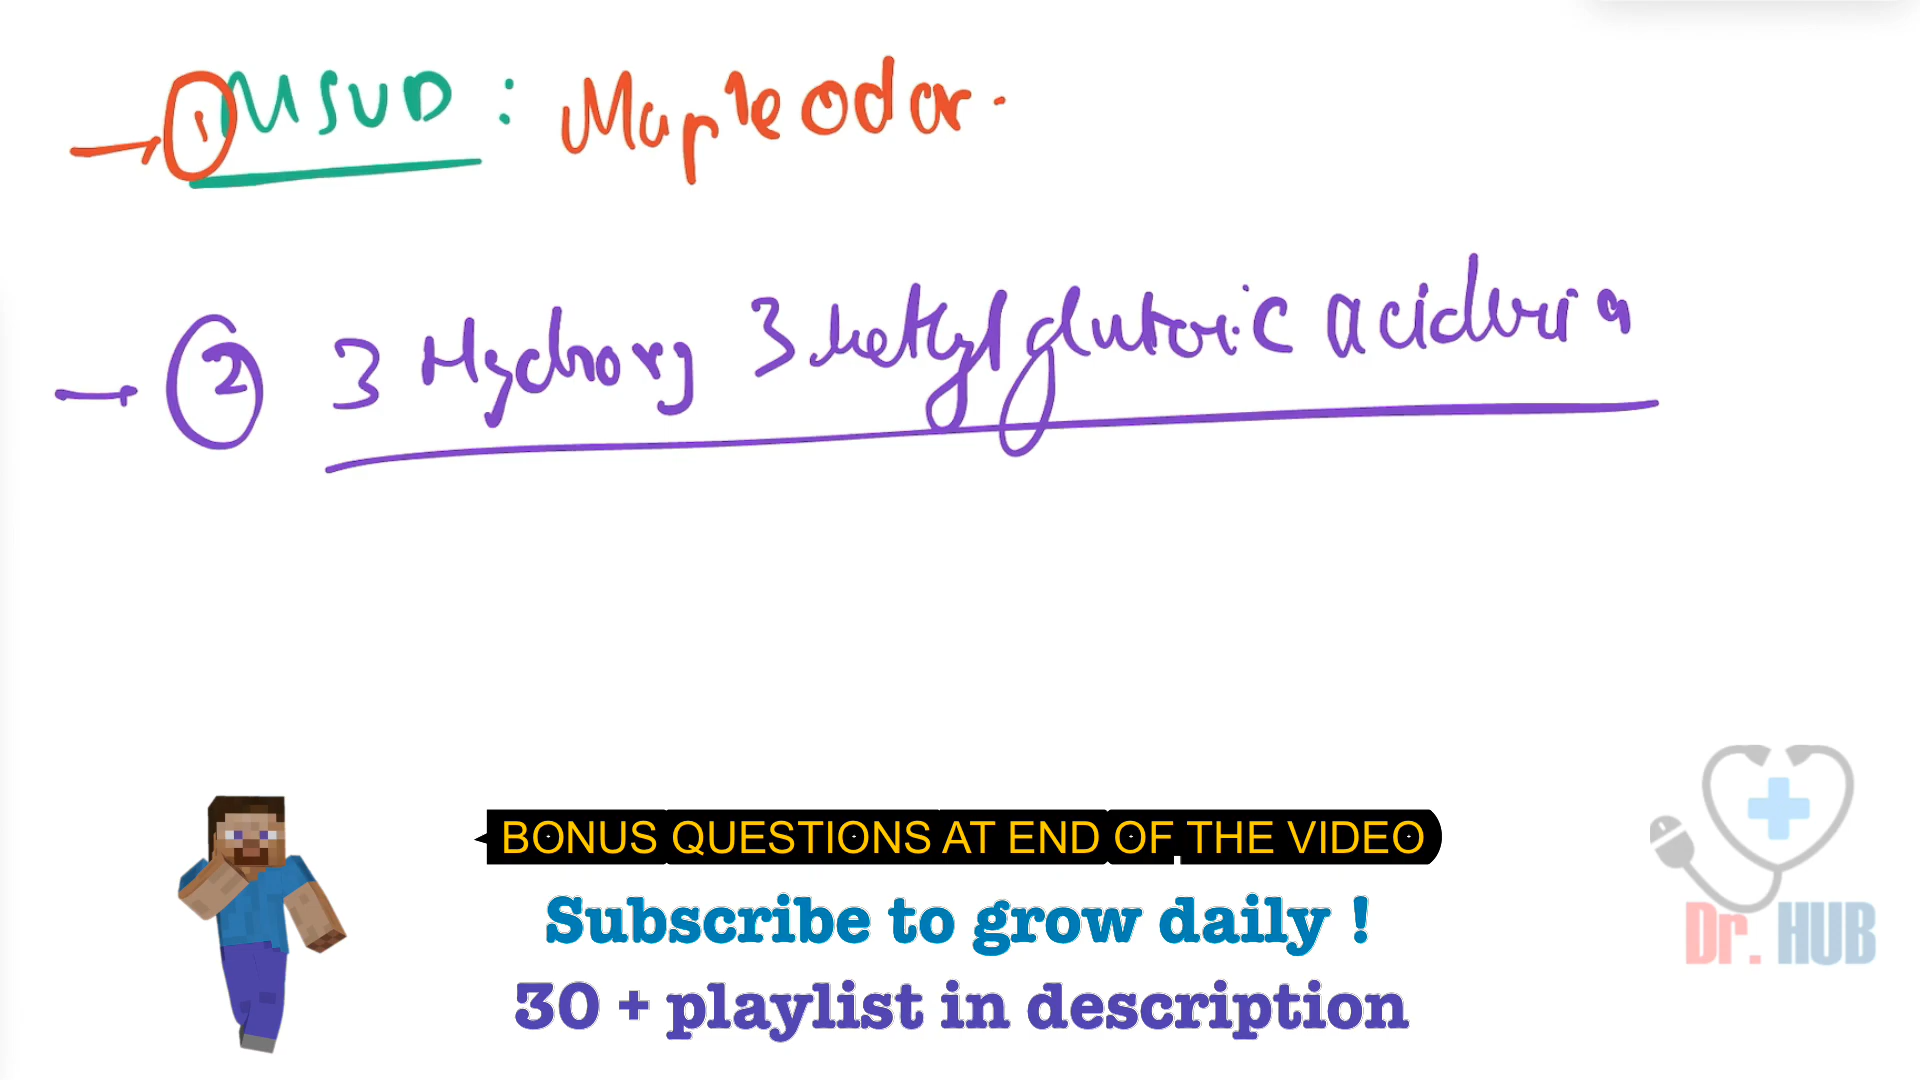 → ① MSUD : Maple odor.
→ ② 3 Hydroxy 3 methylglutaric aciduria
BONUS QUESTIONS AT END OF THE VIDEO
Subscribe to grow daily !
30 + playlist in description
Dr. HUB